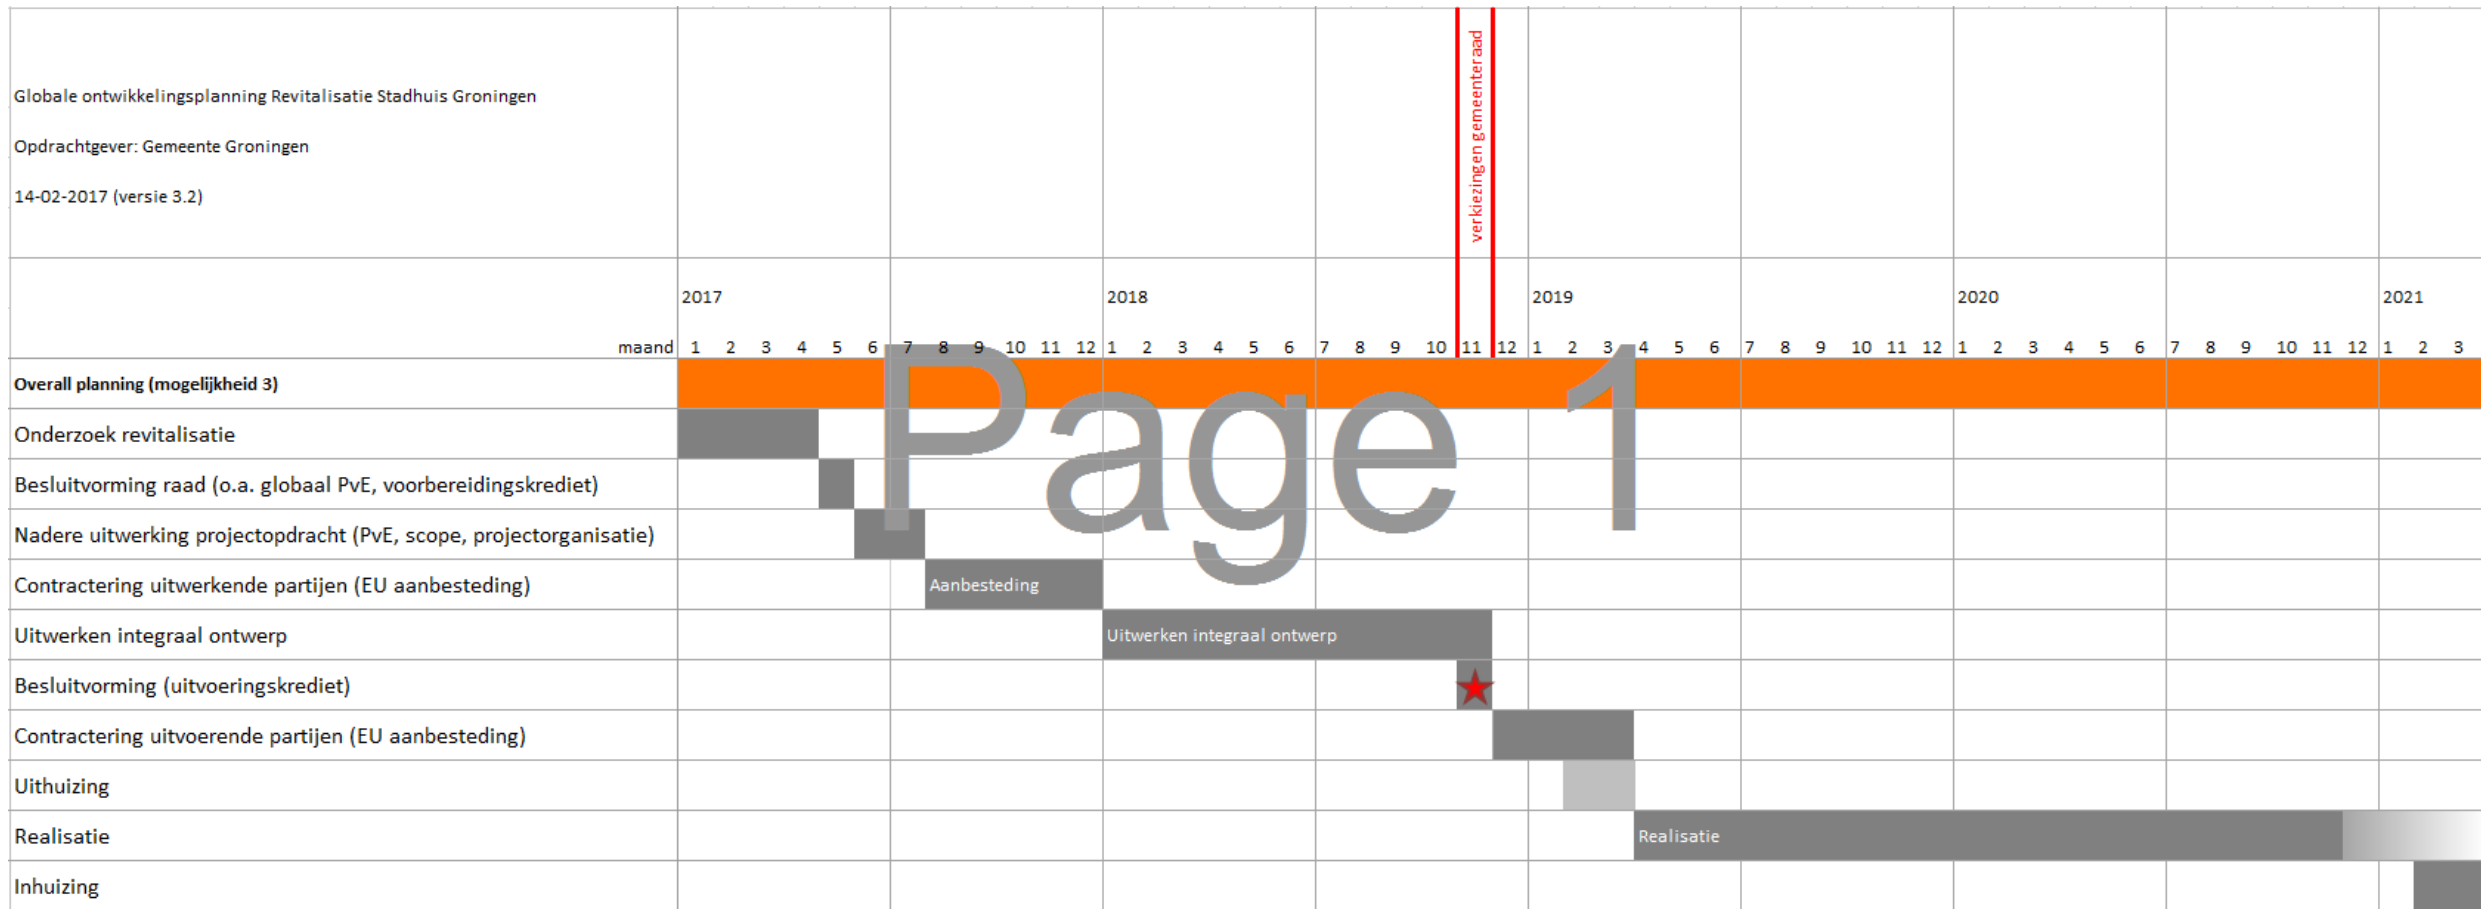 verkiezingen gemeenteraad
Globale ontwikkelingsplanning Revitalisatie Stadhuis Groningen
Opdrachtgever: Gemeente Groningen
14-02-2017 (versie 3.2)
2017 2018 2019 2020 2021
maand 1 2 3 4 5 6 7 8 9 10 11 12 1 2 3 4 5 6 7 8 9 10 11 12 1 2 3 4 5 6 7 8 9 10 11 12 1 2 3 4 5 6 7 8 9 10 11 12 1 2 3
Overall planning (mogelijkheid 3)
Page 1
Onderzoek revitalisatie
Besluitvorming raad (o.a. globaal PvE, voorbereidingskrediet)
Nadere uitwerking projectopdracht (PvE, scope, projectorganisatie)
Contractering uitwerkende partijen (EU aanbesteding) Aanbesteding
Uitwerken integraal ontwerp Uitwerken integraal ontwerp
Besluitvorming (uitvoeringskrediet)
Contractering uitvoerende partijen (EU aanbesteding)
Uithuizing
Realisatie Realisatie
Inhuizing